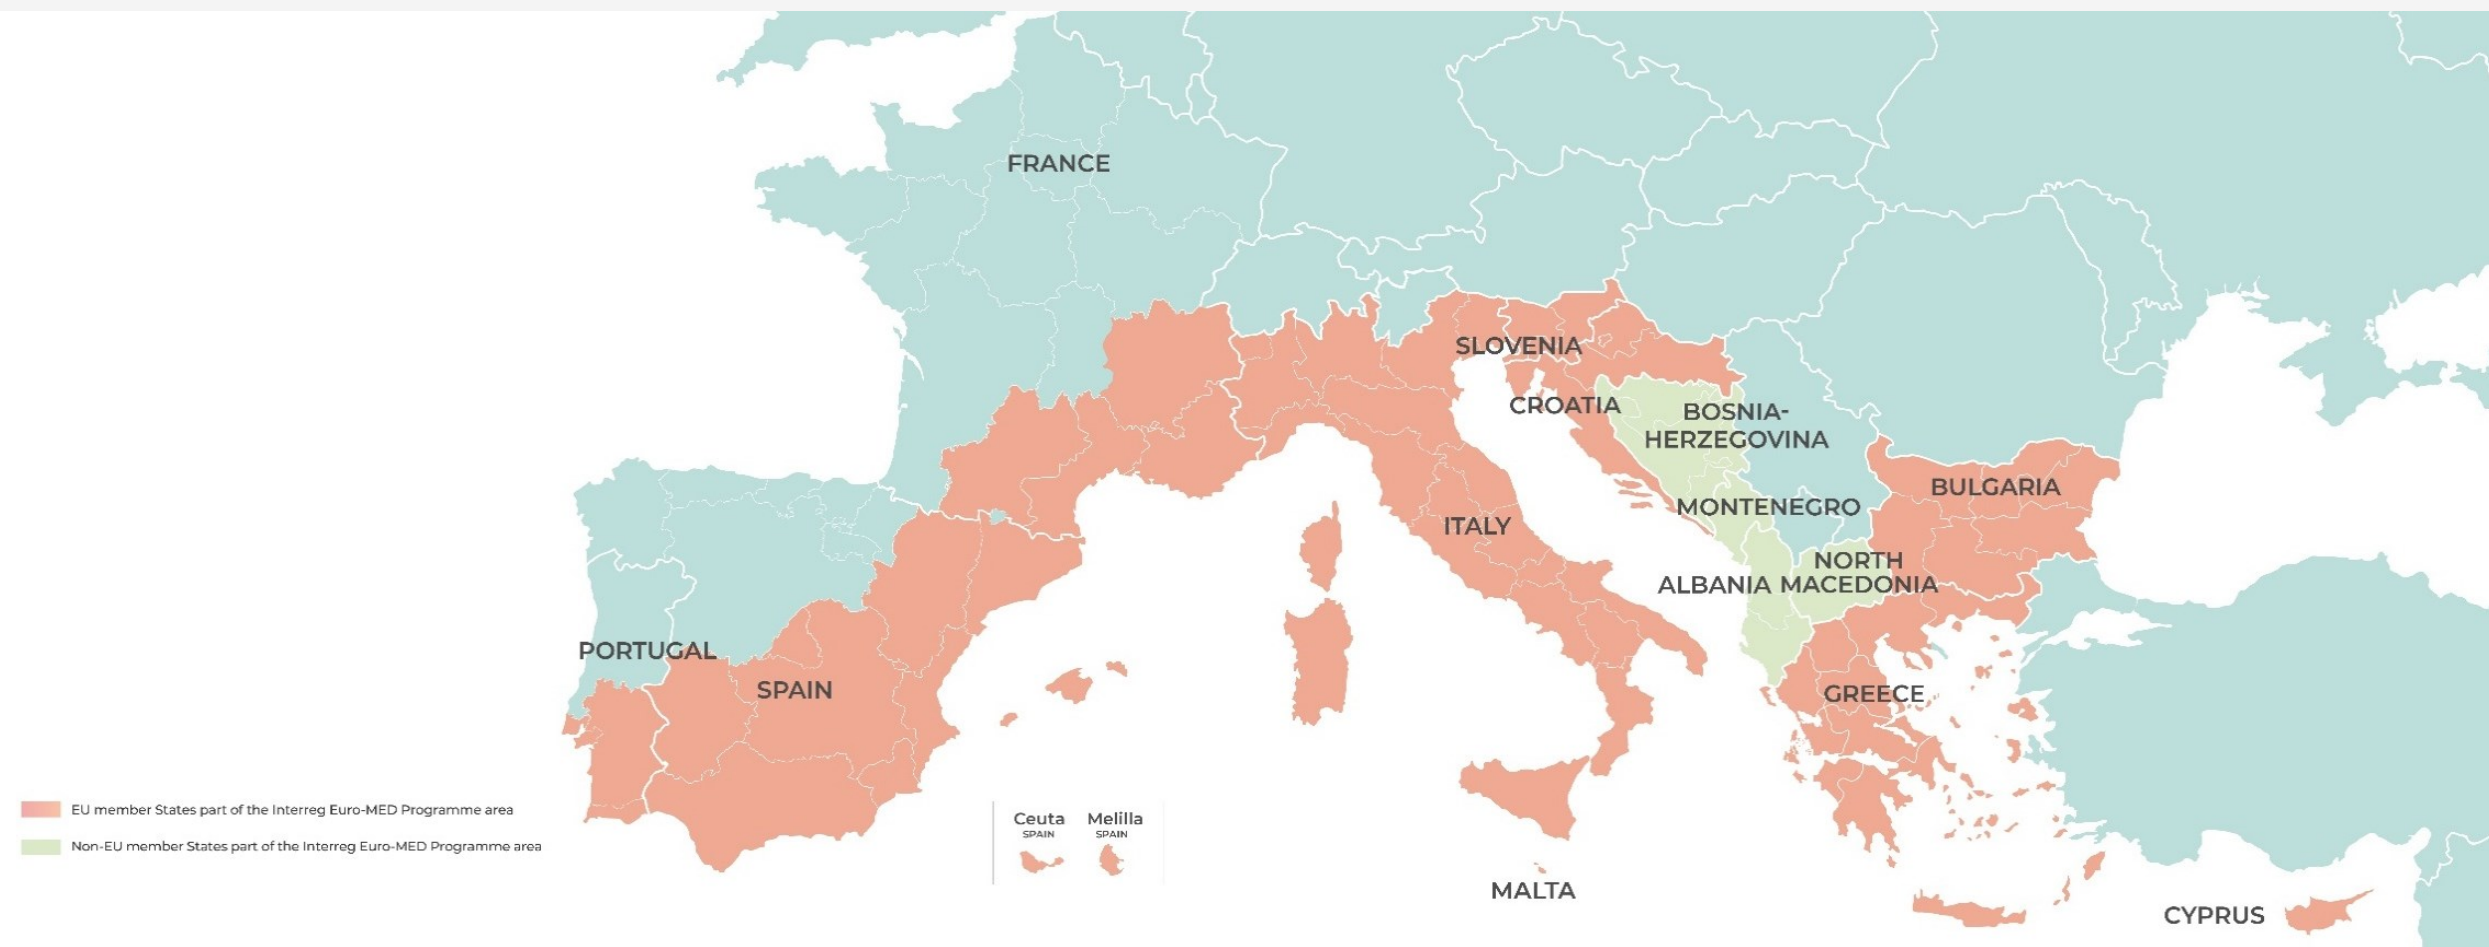 FRANCE
SLOVENIA
CROATIA
BOSNIA-
HERZEGOVINA
BULGARIA
MONTENEGRO
ITALY
NORTH
ALBANIA MACEDONIA
PORTUGAL
SPAIN
GREECE
EU member States part of the Interreg Euro-MED Programme area
Non-EU member States part of the Interreg Euro-MED Programme area
Ceuta
SPAIN
Melilla
SPAIN
MALTA
CYPRUS